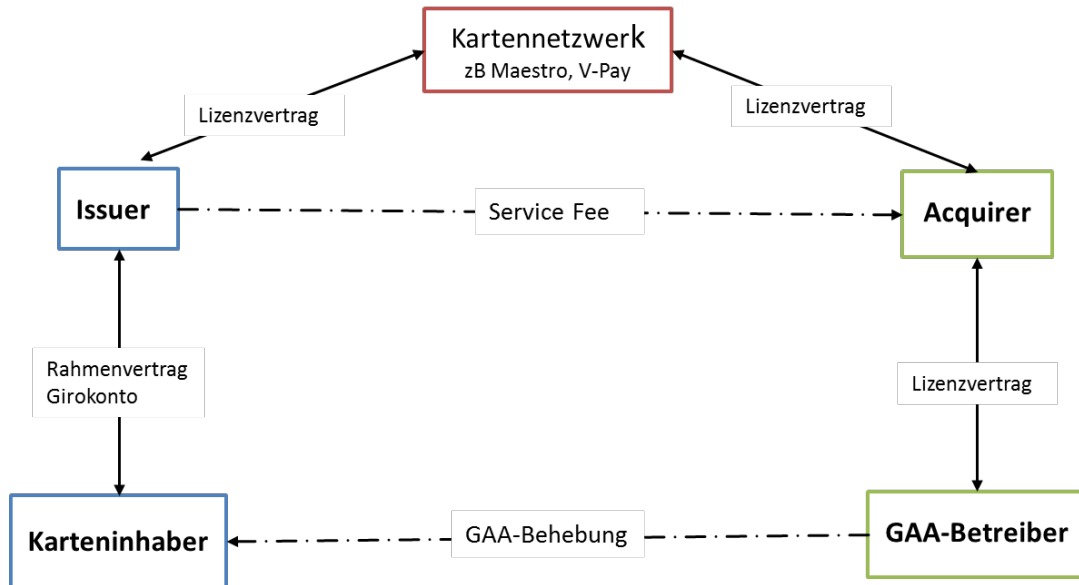 Kartennetzwerk
zB Maestro, V-Pay
Lizenzvertrag
Lizenzvertrag
Issuer
Service Fee
Acquirer
Rahmenvertrag
Girokonto
Lizenzvertrag
Karteninhaber
GAA-Behebung
GAA-Betreiber